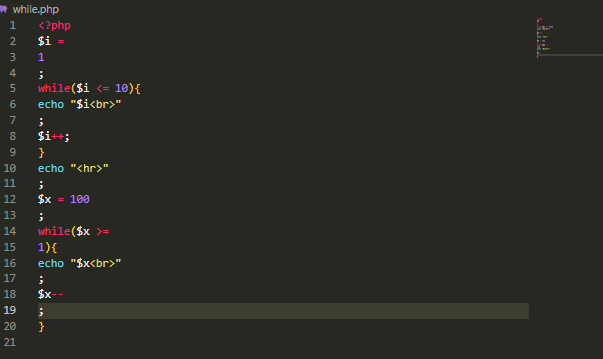 while.php
1 <?php
2 $i =
3 1
4 ;
5 while($i <= 10){
6 echo "$i<br>"
7 ;
8 $i++;
9 }
10 echo "<hr>"
11 ;
12 $x = 100
13 ;
14 while($x >=
15 1){
16 echo "$x<br>"
17 ;
18 $x--
19 ;
20 }
21